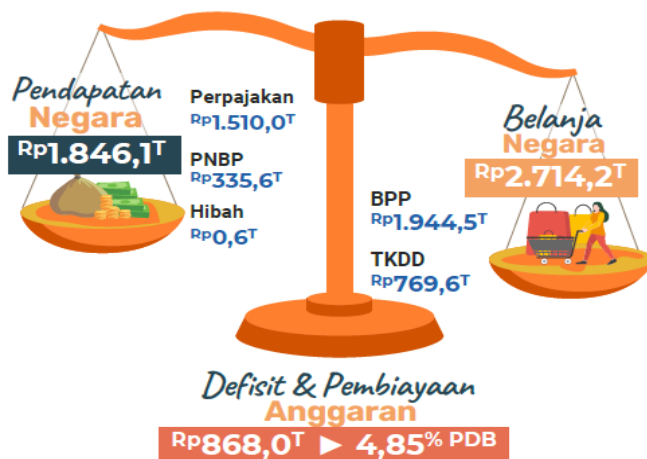 Pendapatan
Negara
Rp1.846,1T
Perpajakan
Rp1.510,0T
PNBP
Rp335,6T
Hibah
Rp0,6T
Belanja
Negara
Rp2.714,2T
BPP
Rp1.944,5T
TKDD
Rp769,6T
Defisit & Pembiayaan
Anggaran
Rp868,0T ► 4,85% PDB